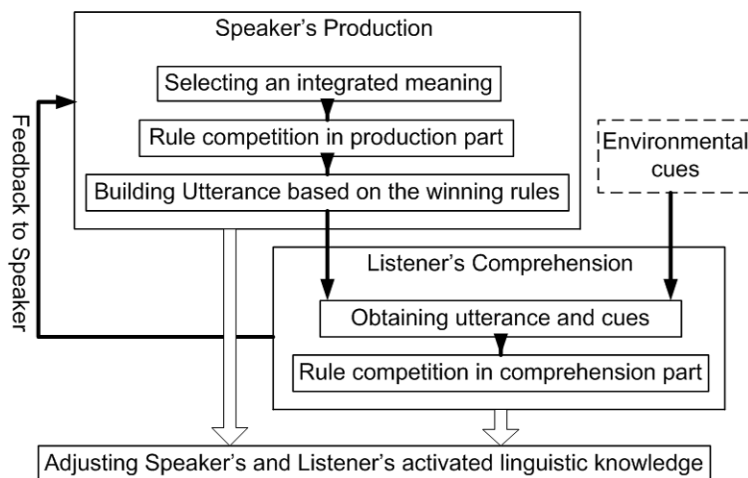 Speaker's Production
Selecting an integrated meaning
Rule competition in production part
Building Utterance based on the winning rules
Environmental
cues
Feedback to Speaker
Listener's Comprehension
Obtaining utterance and cues
Rule competition in comprehension part
Adjusting Speaker's and Listener's activated linguistic knowledge